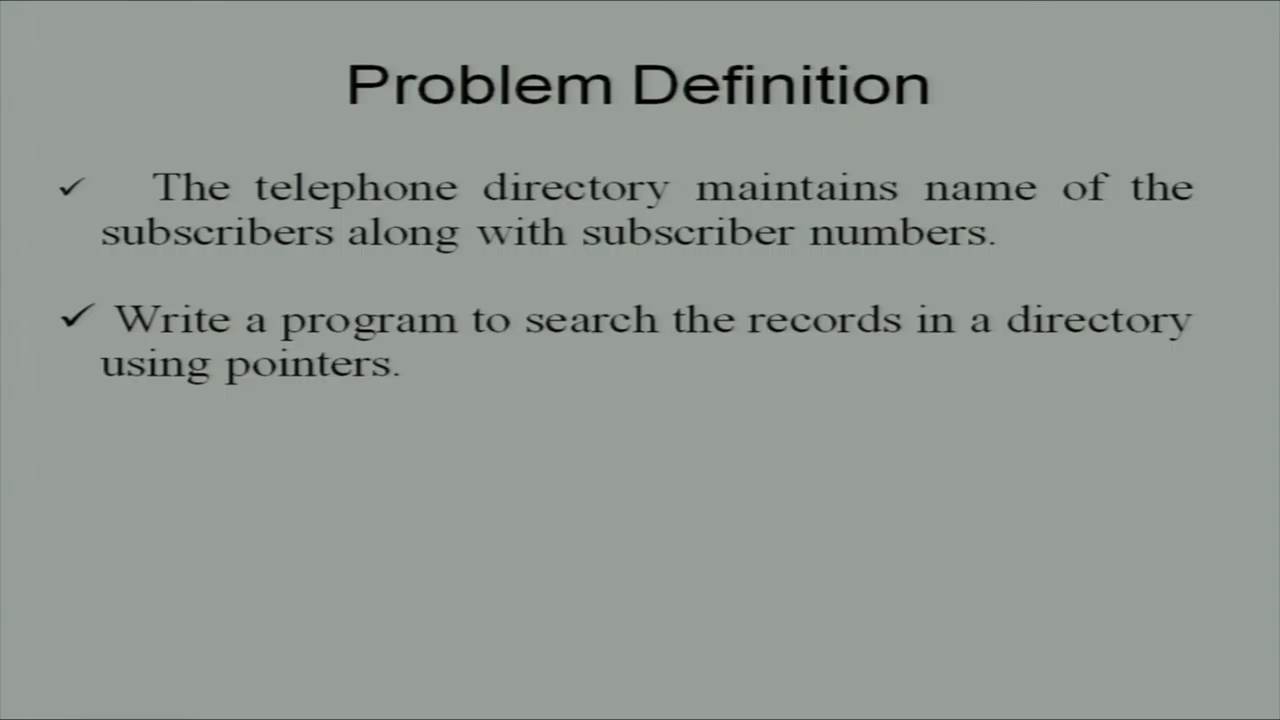 Problem Definition
✓ The telephone directory maintains name of the
subscribers along with subscriber numbers.
✓ Write a program to search the records in a directory
using pointers.